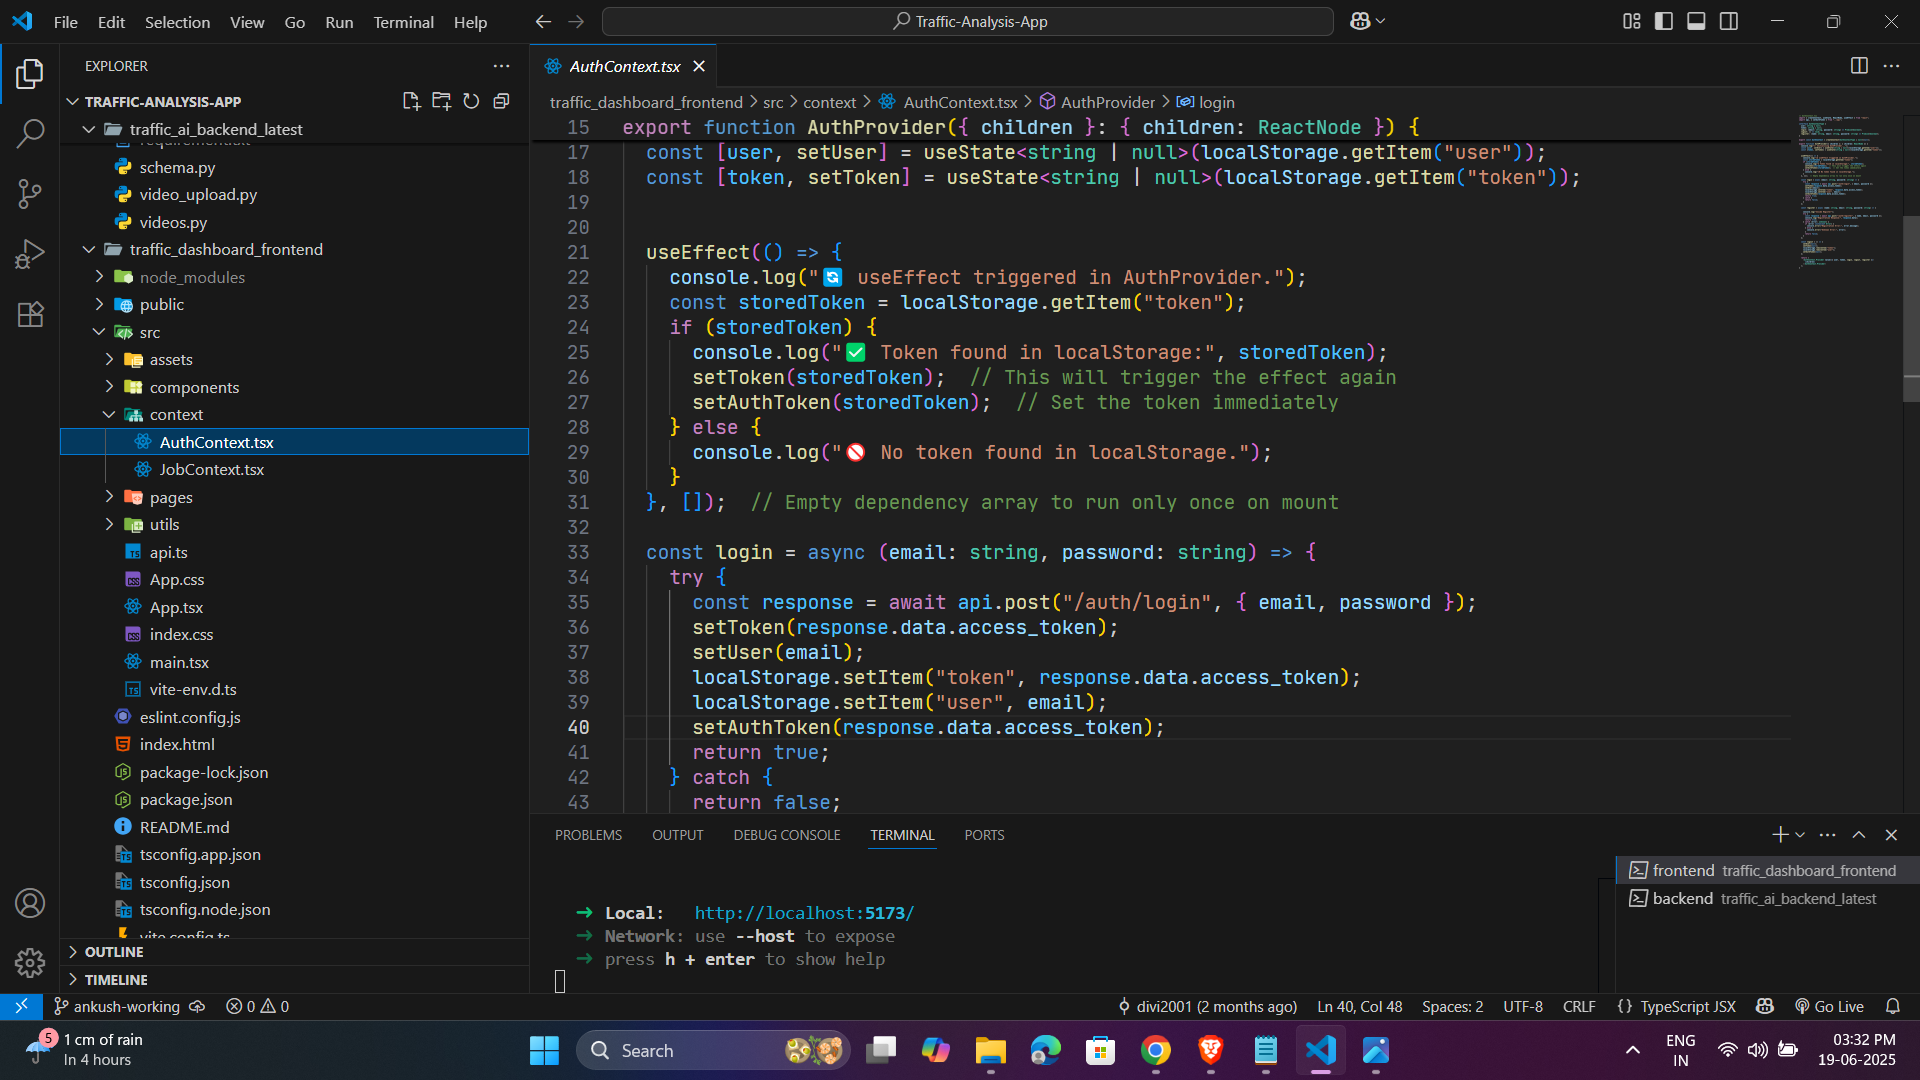 File Edit Selection View Go Run Terminal Help
Traffic-Analysis-App
EXPLORER
TRAFFIC-ANALYSIS-APP
traffic_ai_backend_latest
schema.py
video_upload.py
videos.py
traffic_dashboard_frontend
node_modules
public
src
assets
components
context
AuthContext.tsx
JobContext.tsx
pages
utils
api.ts
App.css
App.tsx
index.css
main.tsx
vite-env.d.ts
eslint.config.js
index.html
package-lock.json
package.json
README.md
tsconfig.app.json
tsconfig.json
tsconfig.node.json
vite.config.ts
OUTLINE
TIMELINE
AuthContext.tsx
traffic_dashboard_frontend > src > context > AuthContext.tsx > AuthProvider > login
15 export function AuthProvider({ children }: { children: ReactNode }) {
17 const [user, setUser] = useState<string | null>(localStorage.getItem("user"));
18 const [token, setToken] = useState<string | null>(localStorage.getItem("token"));
19
20
21 useEffect(() => {
22 console.log("🔄 useEffect triggered in AuthProvider.");
23 const storedToken = localStorage.getItem("token");
24 if (storedToken) {
25 console.log("✅ Token found in localStorage:", storedToken);
26 setToken(storedToken);  // This will trigger the effect again
27 setAuthToken(storedToken);  // Set the token immediately
28 } else {
29 console.log("🚫 No token found in localStorage.");
30 }
31 }, []);  // Empty dependency array to run only once on mount
32
33 const login = async (email: string, password: string) => {
34 try {
35 const response = await api.post("/auth/login", { email, password });
36 setToken(response.data.access_token);
37 setUser(email);
38 localStorage.setItem("token", response.data.access_token);
39 localStorage.setItem("user", email);
40 setAuthToken(response.data.access_token);
41 return true;
42 } catch {
43 return false;
PROBLEMS OUTPUT DEBUG CONSOLE TERMINAL PORTS
➜ Local: http://localhost:5173/
➜ Network: use --host to expose
➜ press h + enter to show help
frontend traffic_dashboard_frontend
backend traffic_ai_backend_latest
ankush-working 0 0
divi2001 (2 months ago) Ln 40, Col 48 Spaces: 2 UTF-8 CRLF {} TypeScript JSX Go Live
5
1 cm of rain
In 4 hours
Search
ENG
IN
03:32 PM
19-06-2025